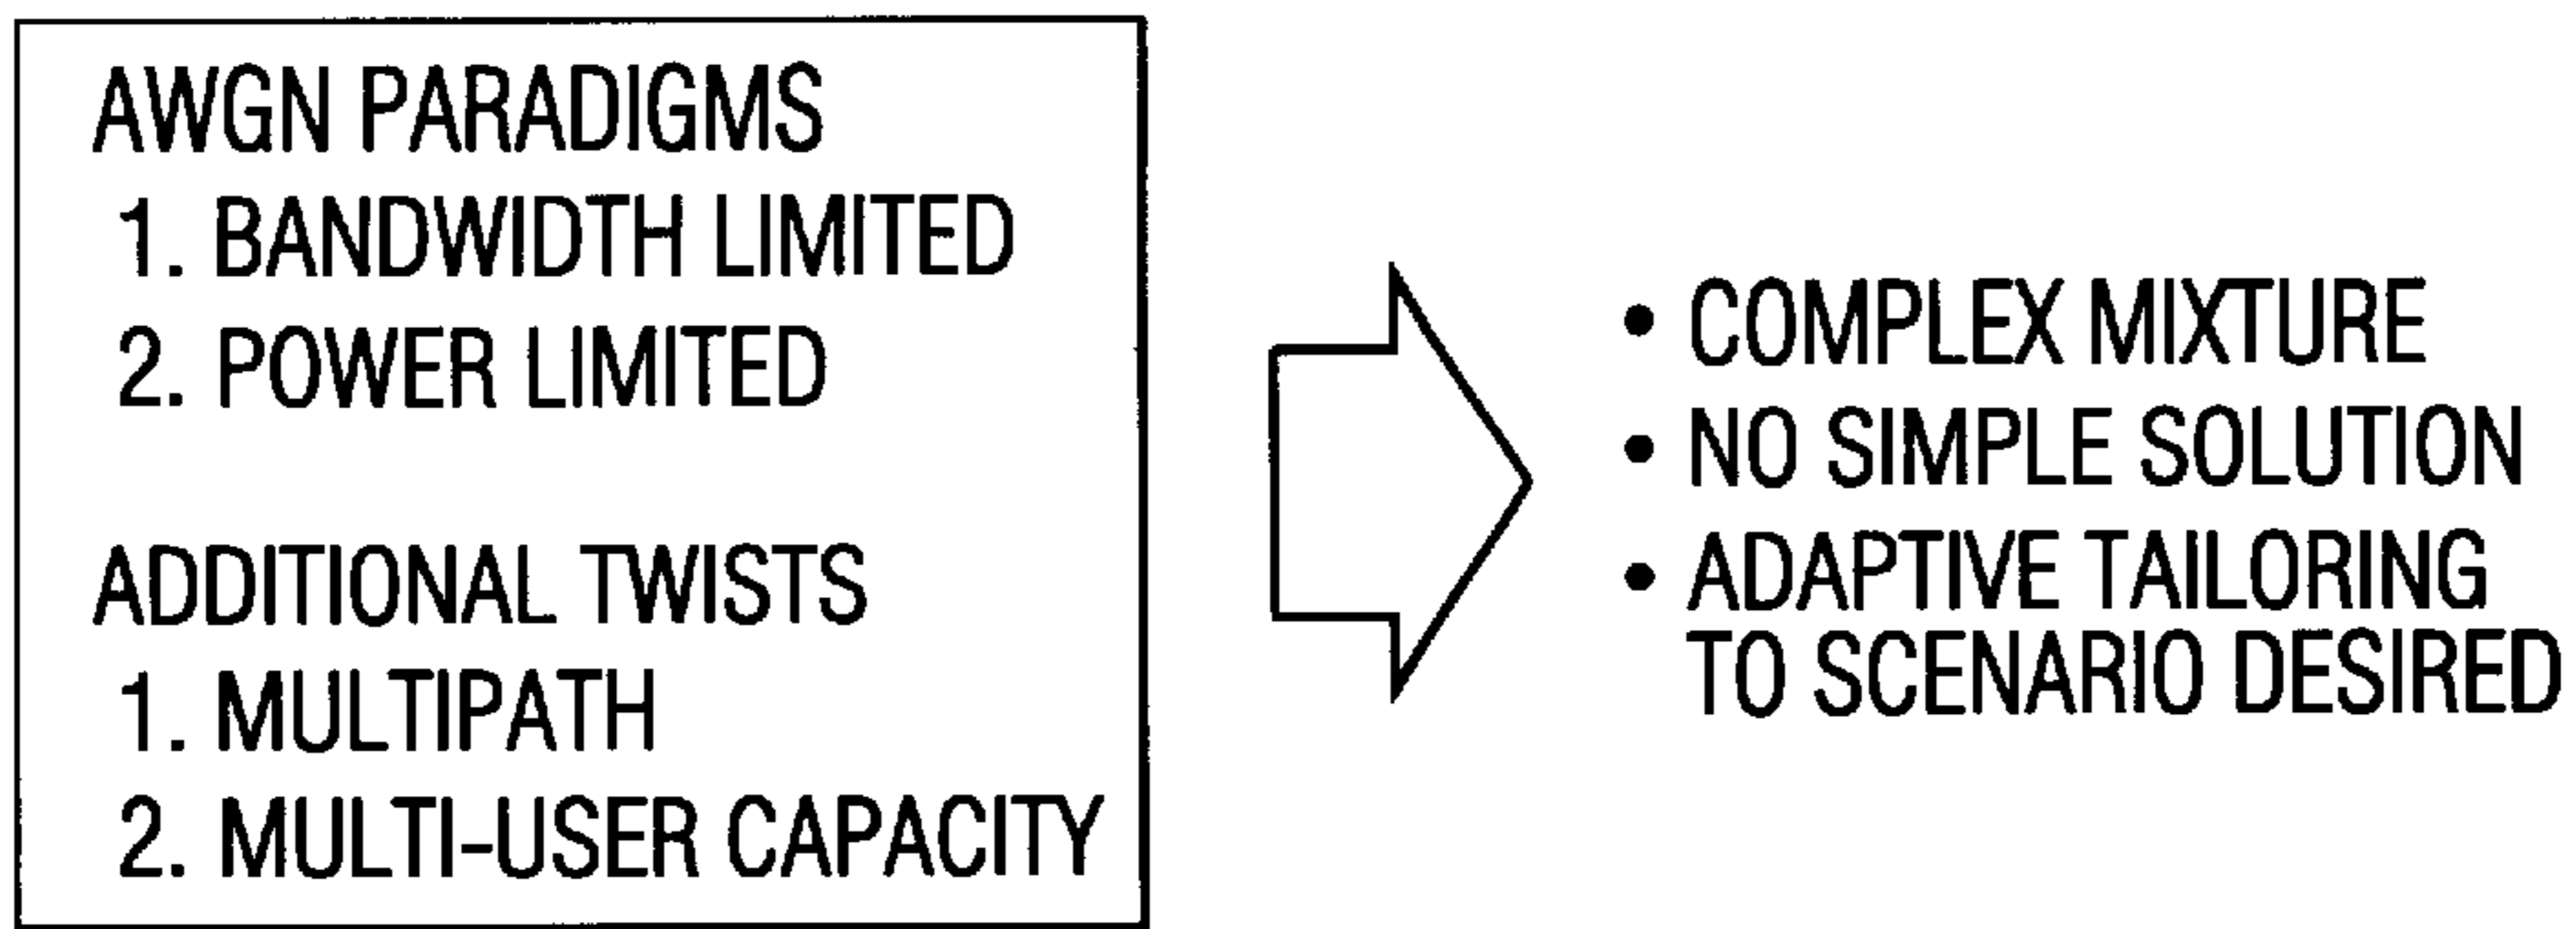 AWGN PARADIGMS
1. BANDWIDTH LIMITED
2. POWER LIMITED
ADDITIONAL TWISTS
1. MULTIPATH
2. MULTI-USER CAPACITY
• COMPLEX MIXTURE
• NO SIMPLE SOLUTION
• ADAPTIVE TAILORING
TO SCENARIO DESIRED